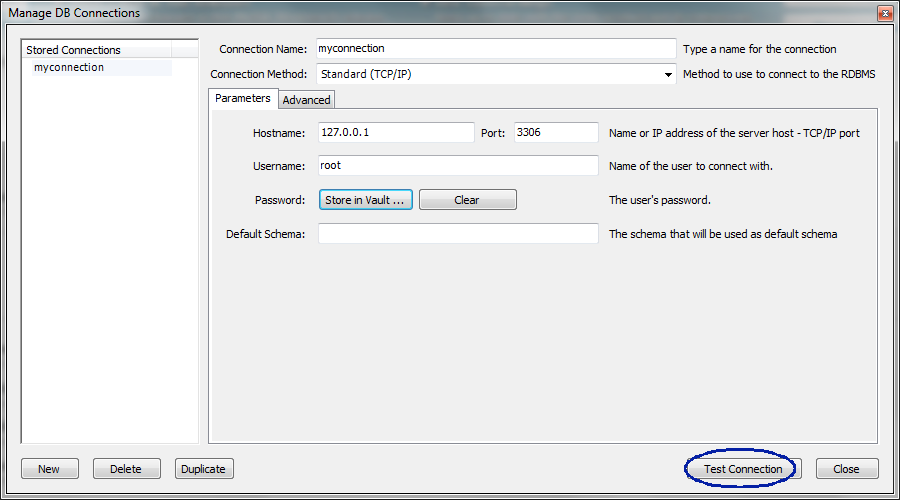 Manage DB Connections
Stored Connections
myconnection
Connection Name: myconnection Type a name for the connection
Connection Method: Standard (TCP/IP) Method to use to connect to the RDBMS
Parameters Advanced
Hostname: 127.0.0.1 Port: 3306 Name or IP address of the server host - TCP/IP port
Username: root Name of the user to connect with.
Password: Store in Vault ... Clear The user's password.
Default Schema: The schema that will be used as default schema
New Delete Duplicate Test Connection Close